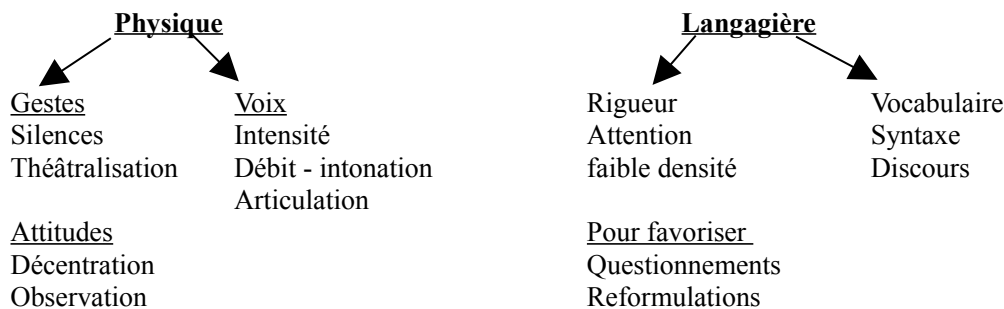 Physique
Gestes
Silences
Théâtralisation
Voix
Intensité
Débit - intonation
Articulation
Attitudes
Décentration
Observation
Langagière
Rigueur
Attention
faible densité
Vocabulaire
Syntaxe
Discours
Pour favoriser
Questionnements
Reformulations